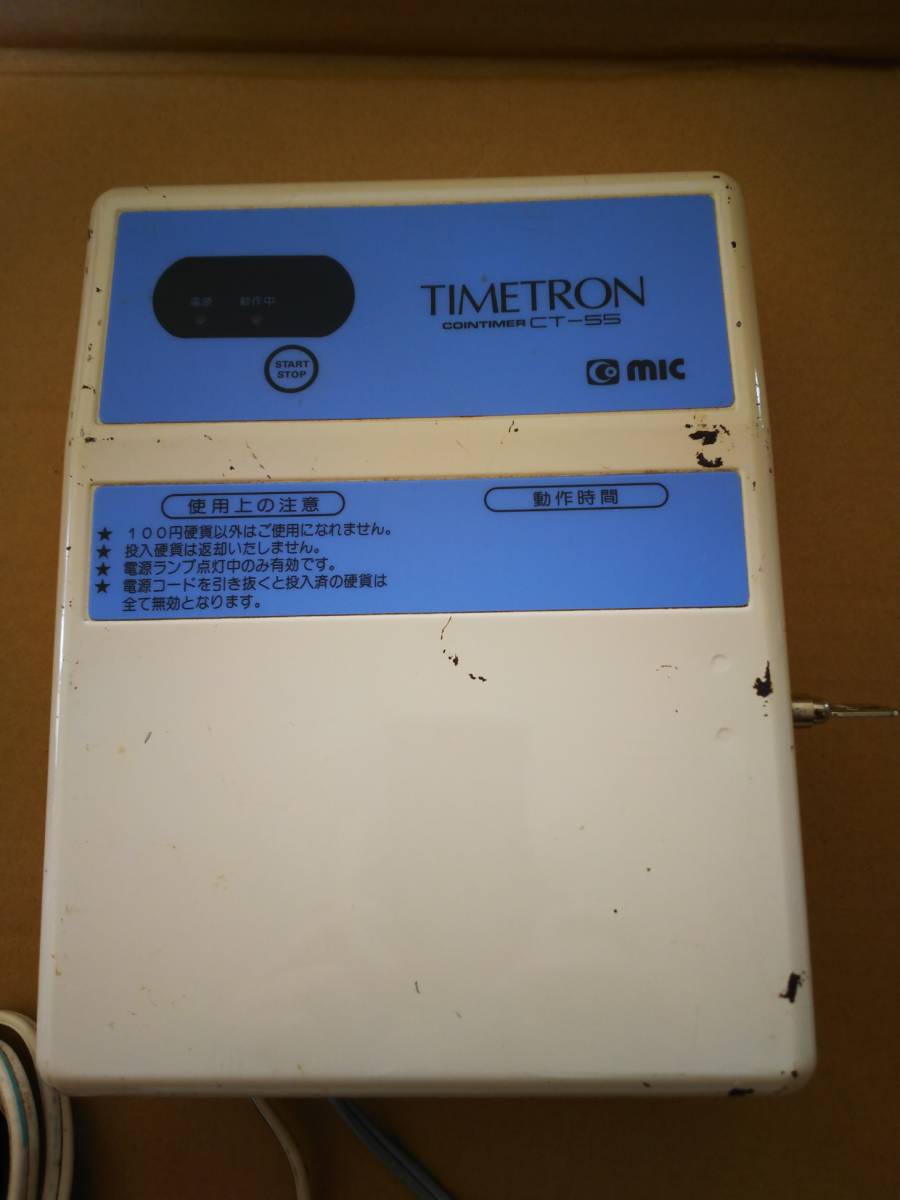 電源 動作中
TIMETRON
COINTIMER CT-55
START
STOP
mic
使用上の注意
★ 100円硬貨以外はご使用になれません。
★ 投入硬貨は返却いたしません。
★ 電源ランプ点灯中のみ有効です。
★ 電源コードを引き抜くと投入済の硬貨は
全て無効となります。
動作時間